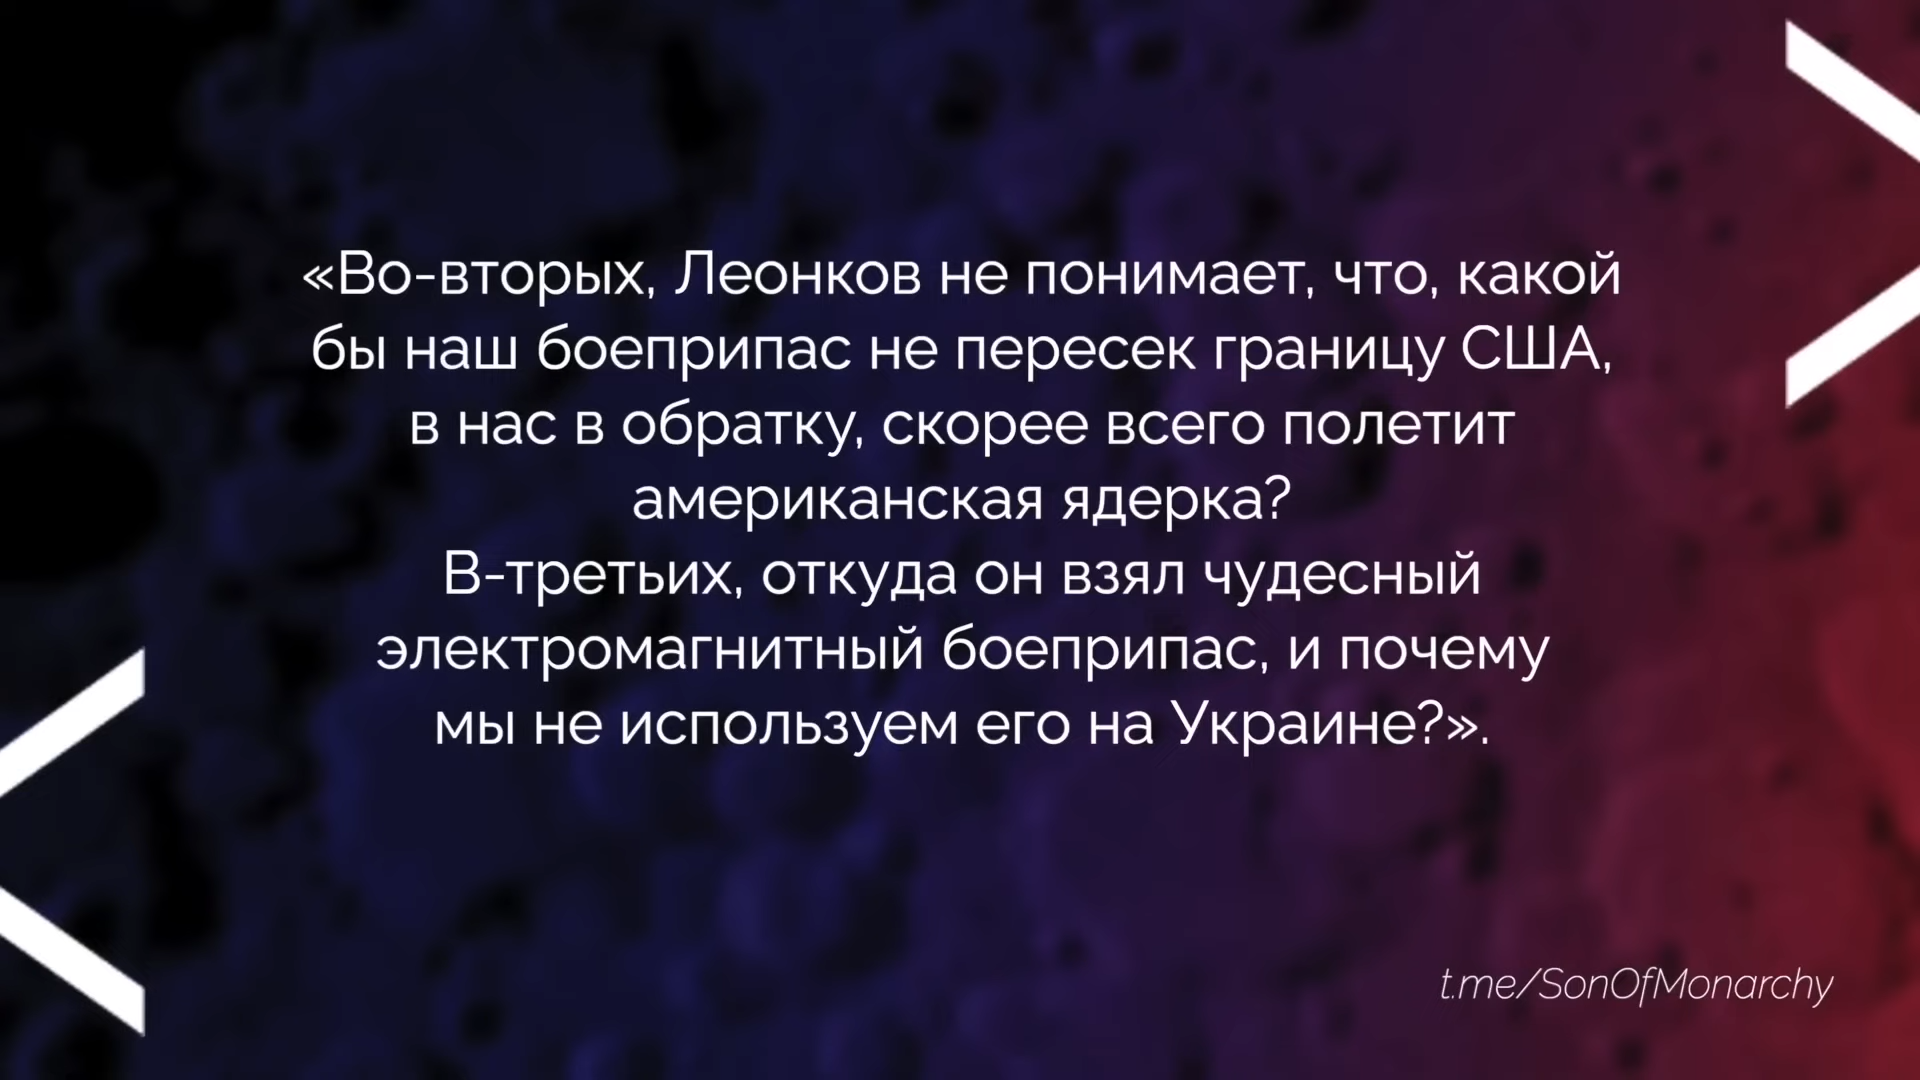 «Во-вторых, Леонков не понимает, что, какой
бы наш боеприпас не пересек границу США,
в нас в обратку, скорее всего полетит
американская ядерка?
В-третьих, откуда он взял чудесный
электромагнитный боеприпас, и почему
мы не используем его на Украине?».
t.me/SonOfMonarchy